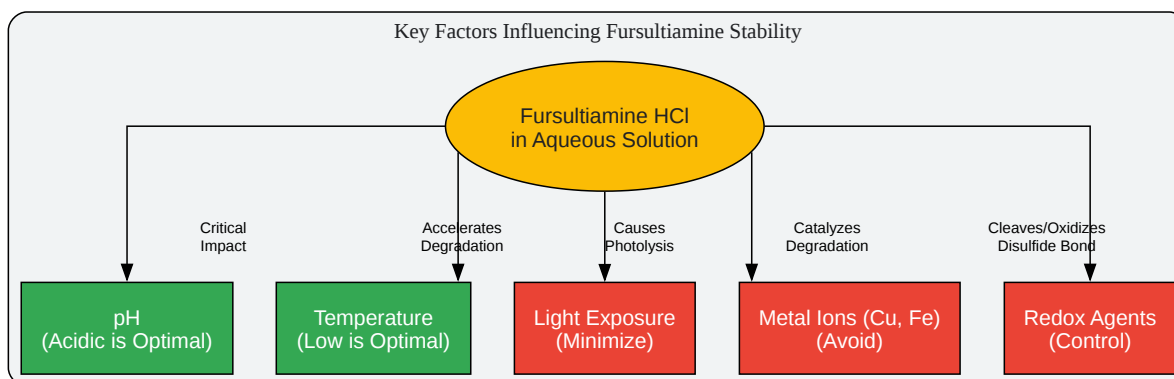 Key Factors Influencing Fursultiamine Stability
Fursultiamine HCl
in Aqueous Solution
Critical
Impact
Accelerates
Degradation
Causes
Photolysis
Catalyzes
Degradation
Cleaves/Oxidizes
Disulfide Bond
pH
(Acidic is Optimal)
Temperature
(Low is Optimal)
Light Exposure
(Minimize)
Metal Ions (Cu, Fe)
(Avoid)
Redox Agents
(Control)